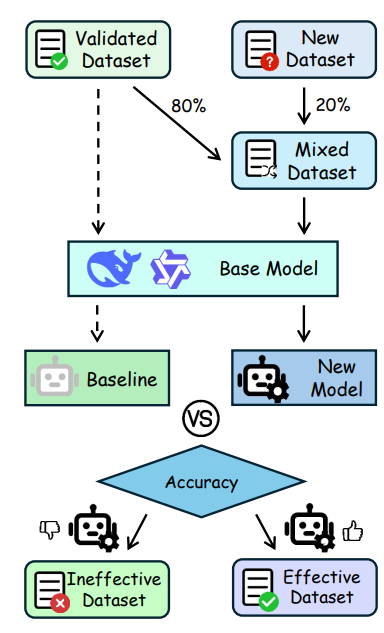 Validated
Dataset
New
Dataset
80%
20%
Mixed
Dataset
Base Model
Baseline
New
Model
VS
Accuracy
Ineffective
Dataset
Effective
Dataset